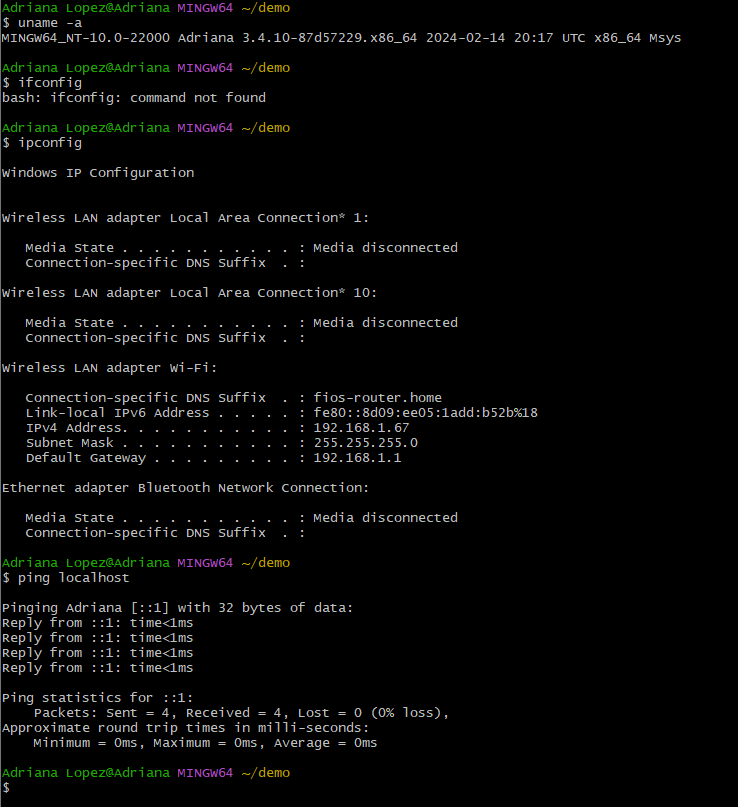 Adriana Lopez@Adriana MINGW64 ~/demo
$ uname -a
MINGW64_NT-10.0-22000 Adriana 3.4.10-87d57229.x86_64 2024-02-14 20:17 UTC x86_64 Msys
Adriana Lopez@Adriana MINGW64 ~/demo
$ ifconfig
bash: ifconfig: command not found
Adriana Lopez@Adriana MINGW64 ~/demo
$ ipconfig
Windows IP Configuration
Wireless LAN adapter Local Area Connection* 1:
   Media State . . . . . . . . . . . : Media disconnected
   Connection-specific DNS Suffix  . :
Wireless LAN adapter Local Area Connection* 10:
   Media State . . . . . . . . . . . : Media disconnected
   Connection-specific DNS Suffix  . :
Wireless LAN adapter Wi-Fi:
   Connection-specific DNS Suffix  . : fios-router.home
   Link-local IPv6 Address . . . . . : fe80::8d09:ee05:1add:b52b%18
   IPv4 Address. . . . . . . . . . . : 192.168.1.67
   Subnet Mask . . . . . . . . . . . : 255.255.255.0
   Default Gateway . . . . . . . . . : 192.168.1.1
Ethernet adapter Bluetooth Network Connection:
   Media State . . . . . . . . . . . : Media disconnected
   Connection-specific DNS Suffix  . :
Adriana Lopez@Adriana MINGW64 ~/demo
$ ping localhost
Pinging Adriana [::1] with 32 bytes of data:
Reply from ::1: time<1ms
Reply from ::1: time<1ms
Reply from ::1: time<1ms
Reply from ::1: time<1ms
Ping statistics for ::1:
    Packets: Sent = 4, Received = 4, Lost = 0 (0% loss),
Approximate round trip times in milli-seconds:
    Minimum = 0ms, Maximum = 0ms, Average = 0ms
Adriana Lopez@Adriana MINGW64 ~/demo
$